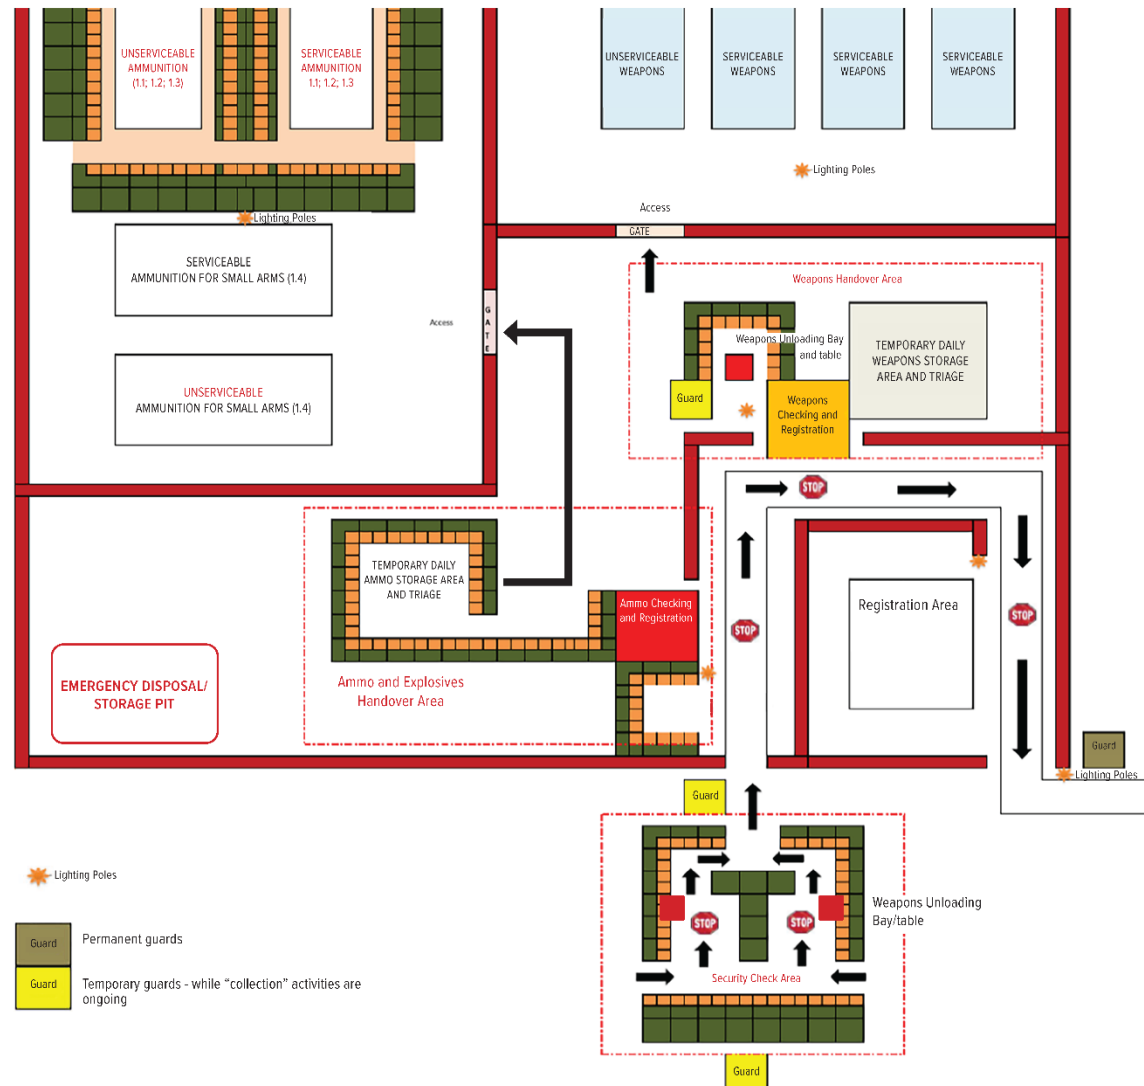 UNSERVICEABLE
AMMUNITION
(1.1; 1.2; 1.3)
SERVICEABLE
AMMUNITION
1.1; 1.2; 1.3
UNSERVICEABLE
WEAPONS
SERVICEABLE
WEAPONS
SERVICEABLE
WEAPONS
SERVICEABLE
WEAPONS
Lighting Poles
Lighting Poles
Access
GATE
SERVICEABLE
AMMUNITION FOR SMALL ARMS (1.4)
Weapons Handover Area
Access
GATE
Weapons Unloading Bay
and table
TEMPORARY DAILY
WEAPONS STORAGE
AREA AND TRIAGE
UNSERVICEABLE
AMMUNITION FOR SMALL ARMS (1.4)
Guard
Weapons
Checking and
Registration
STOP
TEMPORARY DAILY
AMMO STORAGE AREA
AND TRIAGE
Ammo Checking
and Registration
STOP
Registration Area
STOP
EMERGENCY DISPOSAL/
STORAGE PIT
Ammo and Explosives
Handover Area
Guard
Lighting Poles
Guard
Lighting Poles
STOP
STOP
Weapons Unloading
Bay/table
Guard
Permanent guards
Security Check Area
Guard
Temporary guards - while “collection” activities are
ongoing
Guard